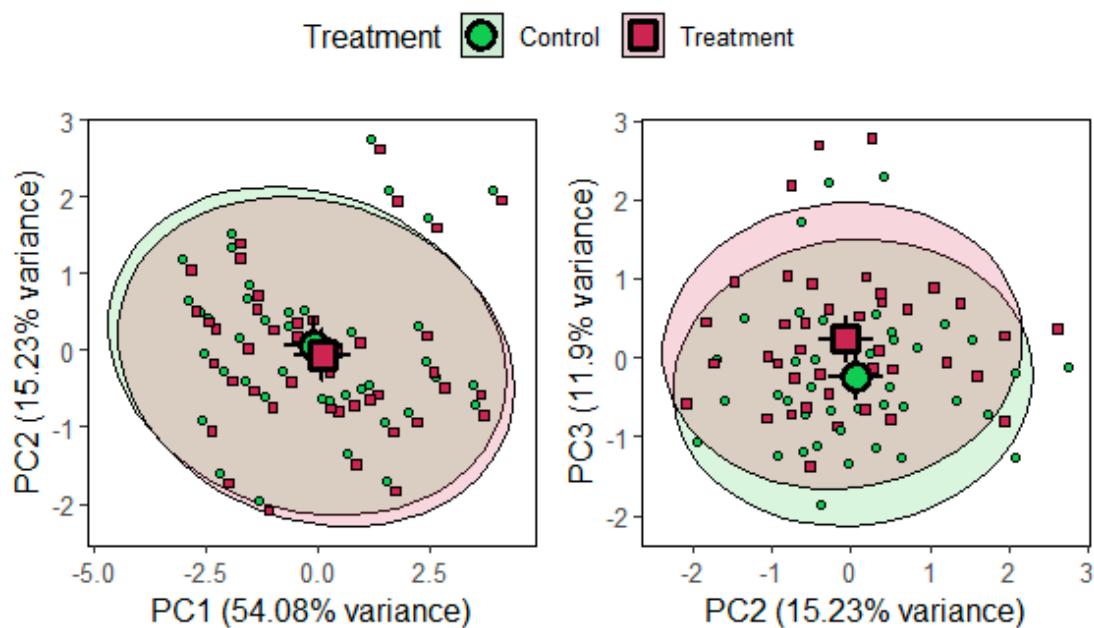 Treatment Control Treatment
PC2 (15.23% variance)
3
2
1
0
-1
-2
-5.0 -2.5 0.0 2.5
PC1 (54.08% variance)
PC3 (11.9% variance)
3
2
1
0
-1
-2
-2 -1 0 1 2 3
PC2 (15.23% variance)